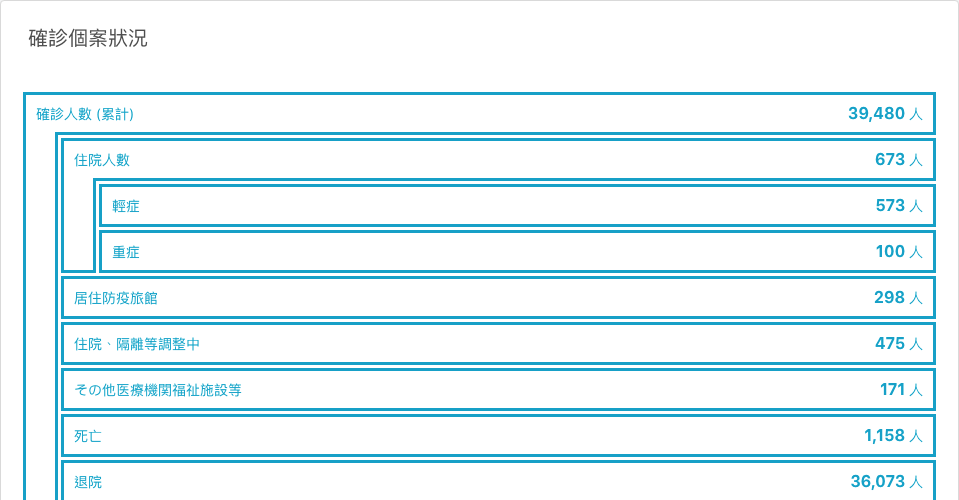 確診個案狀況
確診人數 (累計) 39,480 人
住院人數 673 人
輕症 573 人
重症 100 人
居住防疫旅館 298 人
住院、隔離等調整中 475 人
その他医療機関福祉施設等 171 人
死亡 1,158 人
退院 36,073 人